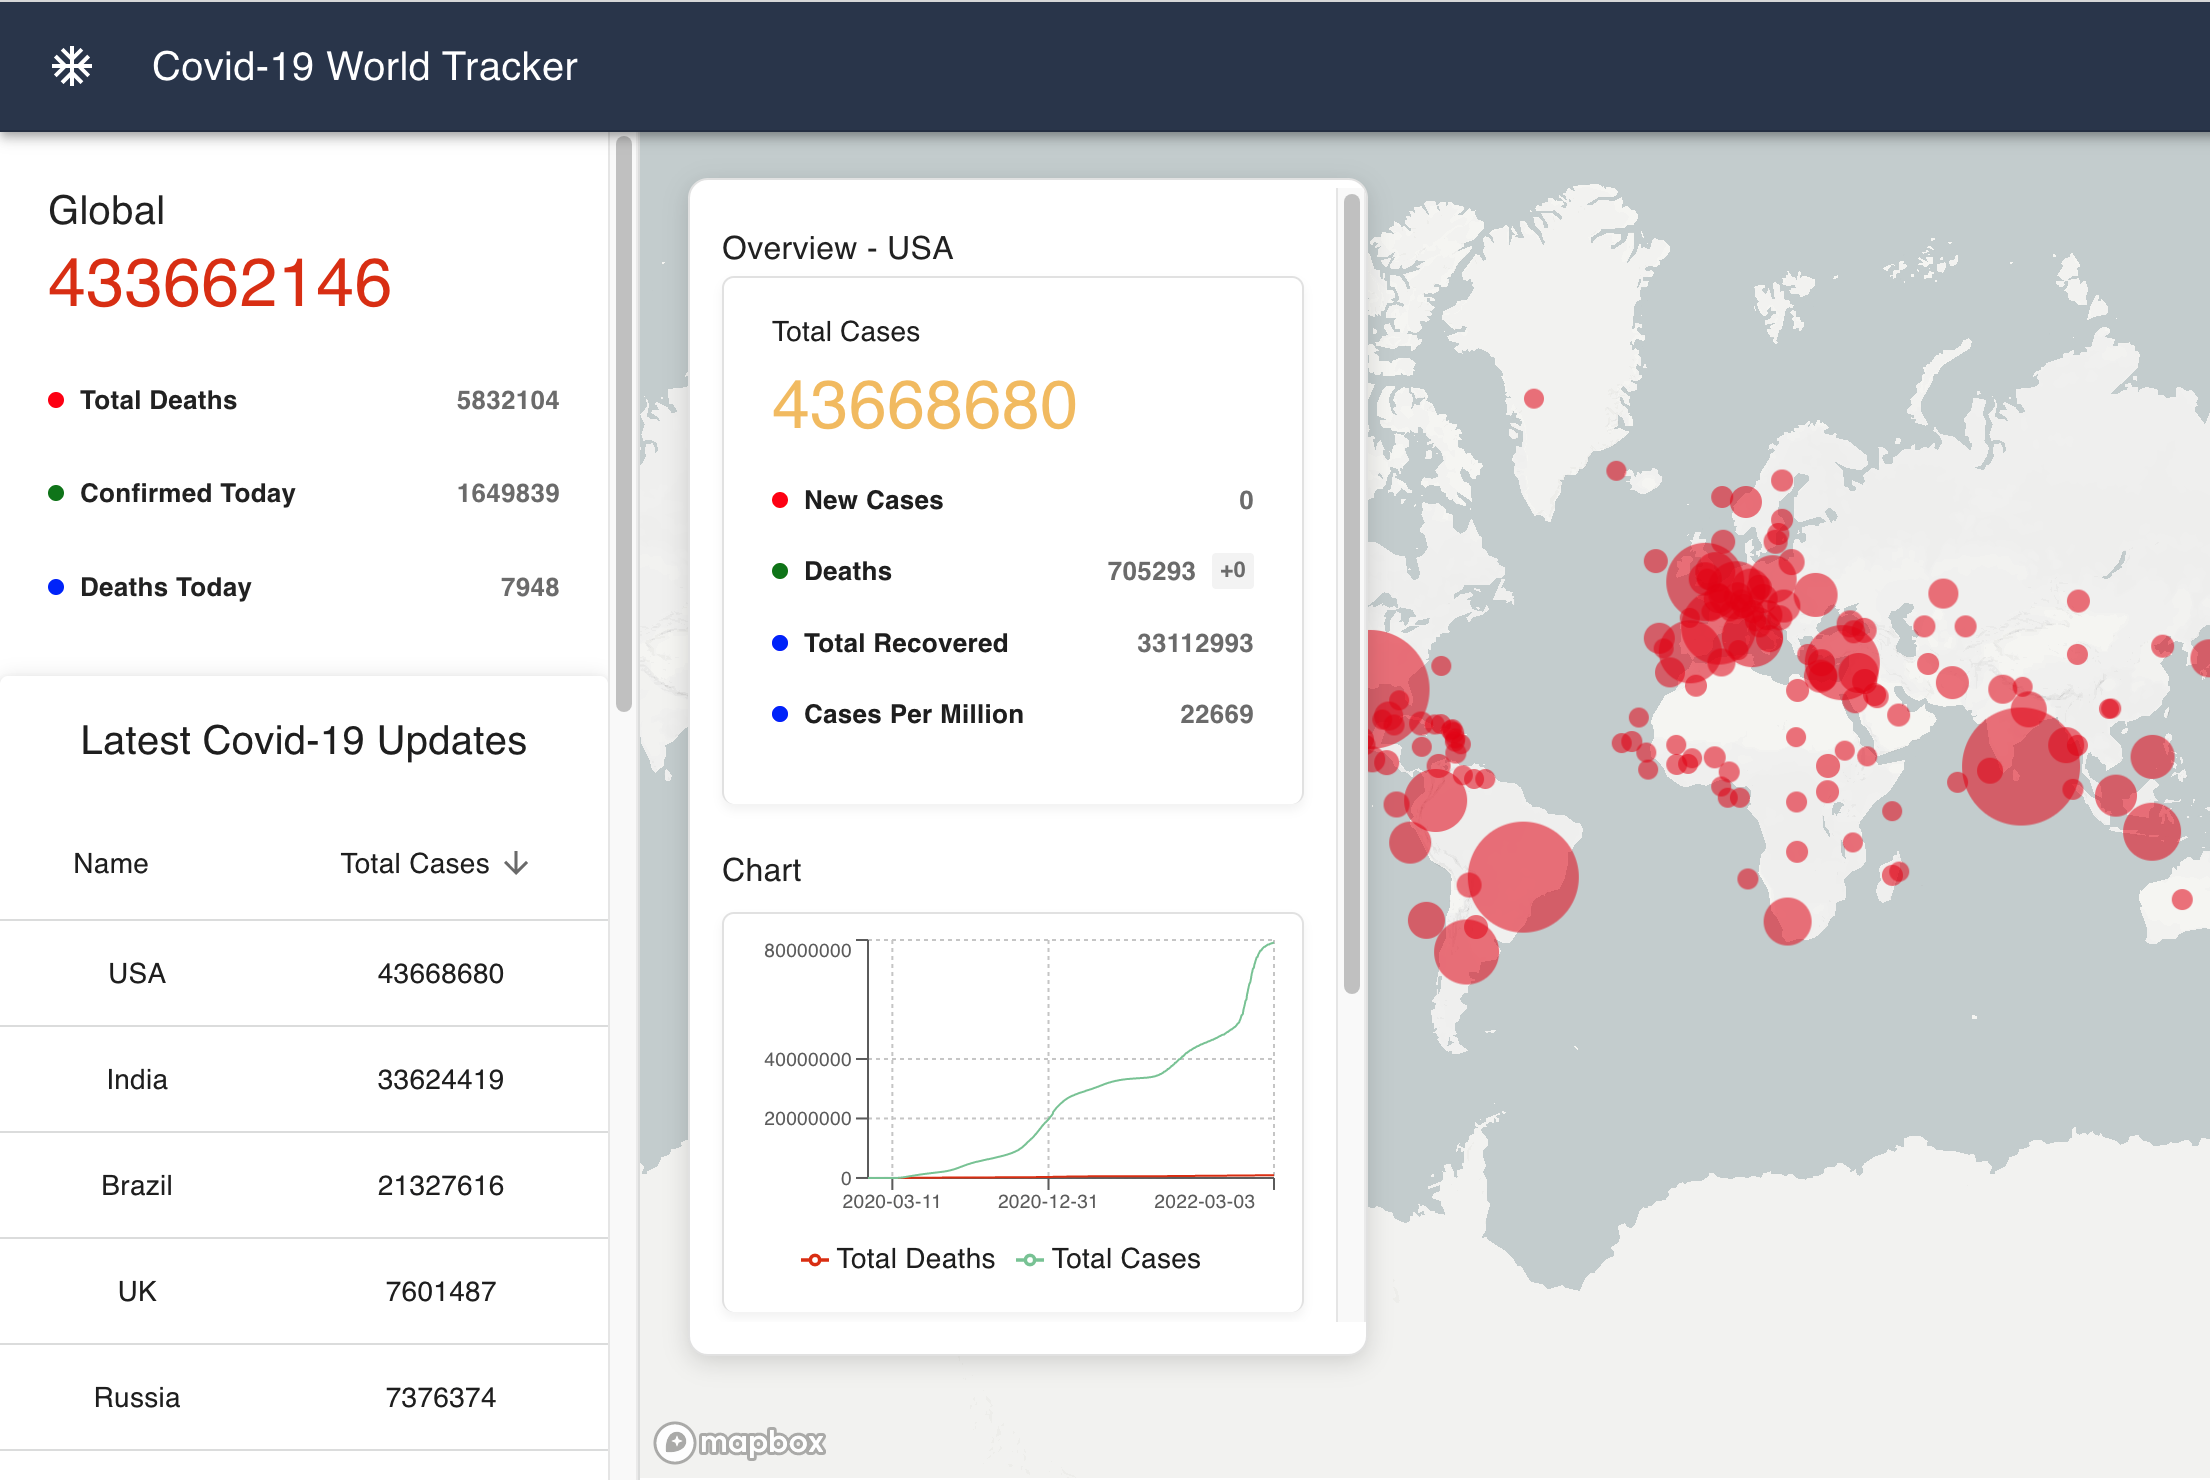 Covid-19 World Tracker
Global
433662146
Total Deaths 5832104
Confirmed Today 1649839
Deaths Today 7948
Latest Covid-19 Updates
Name Total Cases
USA 43668680
India 33624419
Brazil 21327616
UK 7601487
Russia 7376374
Overview - USA
Total Cases
43668680
New Cases 0
Deaths 705293 +0
Total Recovered 33112993
Cases Per Million 22669
Chart
80000000
40000000
20000000
0
2020-03-11 2020-12-31 2022-03-03
Total Deaths Total Cases
mapbox